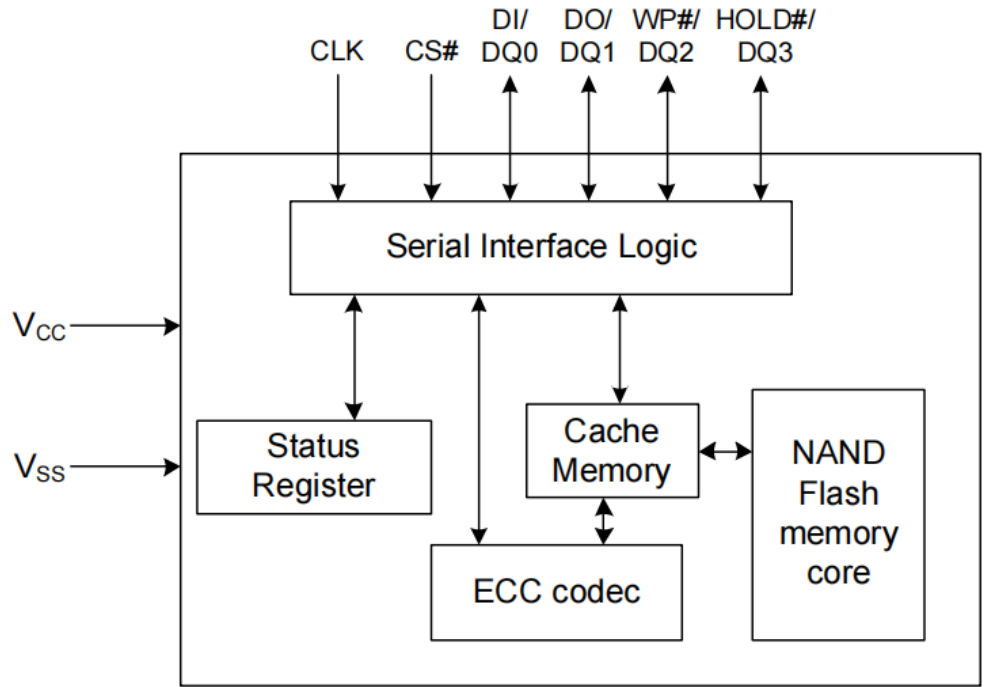 CLK
CS#
DI/
DQ0
DO/
DQ1
WP#/
DQ2
HOLD#/
DQ3
Serial Interface Logic
VCC
VSS
Status
Register
Cache
Memory
NAND
Flash
memory
core
ECC codec